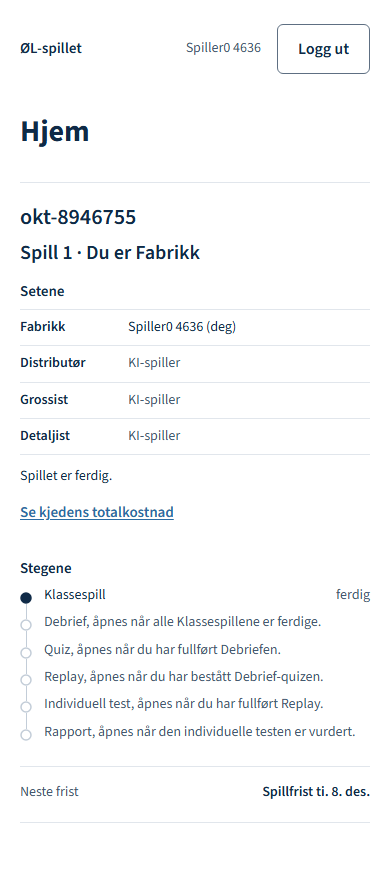 ØL-spillet
Spiller0 4636
Logg ut
Hjem
okt-8946755
Spill 1 · Du er Fabrikk
Setene
Fabrikk Spiller0 4636 (deg)
Distributør KI-spiller
Grossist KI-spiller
Detaljist KI-spiller
Spillet er ferdig.
Se kjedens totalkostnad
Stegene
Klassespill ferdig
Debrief, åpnes når alle Klassespillene er ferdige.
Quiz, åpnes når du har fullført Debriefen.
Replay, åpnes når du har bestått Debrief-quizen.
Individuell test, åpnes når du har fullført Replay.
Rapport, åpnes når den individuelle testen er vurdert.
Neste frist Spillfrist ti. 8. des.